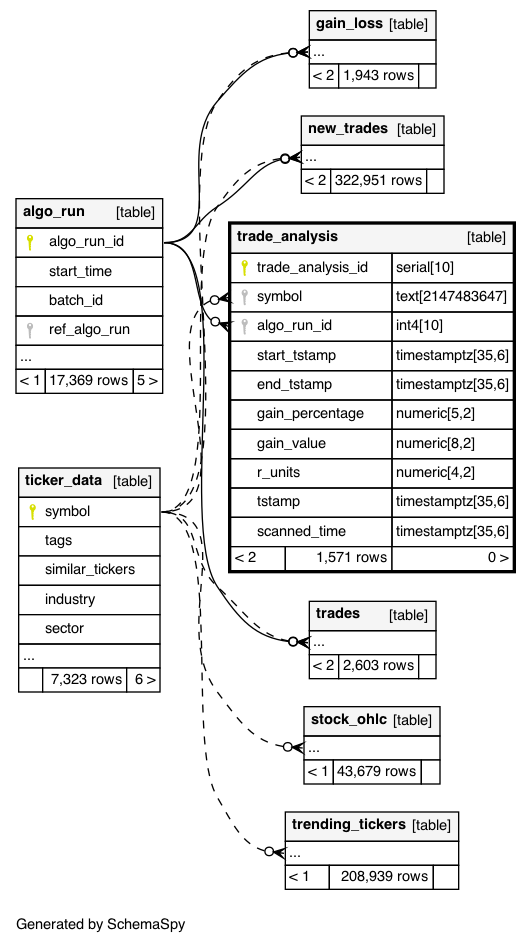 gain_loss [table]
...
< 2 1,943 rows
new_trades [table]
...
< 2 322,951 rows
algo_run [table]
algo_run_id
start_time
batch_id
ref_algo_run
...
< 1 17,369 rows 5 >
trade_analysis [table]
trade_analysis_id serial[10]
symbol text[2147483647]
algo_run_id int4[10]
start_tstamp timestamptz[35,6]
end_tstamp timestamptz[35,6]
gain_percentage numeric[5,2]
gain_value numeric[8,2]
r_units numeric[4,2]
tstamp timestamptz[35,6]
scanned_time timestamptz[35,6]
< 2 1,571 rows 0 >
ticker_data [table]
symbol
tags
similar_tickers
industry
sector
...
7,323 rows 6 >
trades [table]
...
< 2 2,603 rows
stock_ohlc [table]
...
< 1 43,679 rows
trending_tickers [table]
...
< 1 208,939 rows
Generated by SchemaSpy